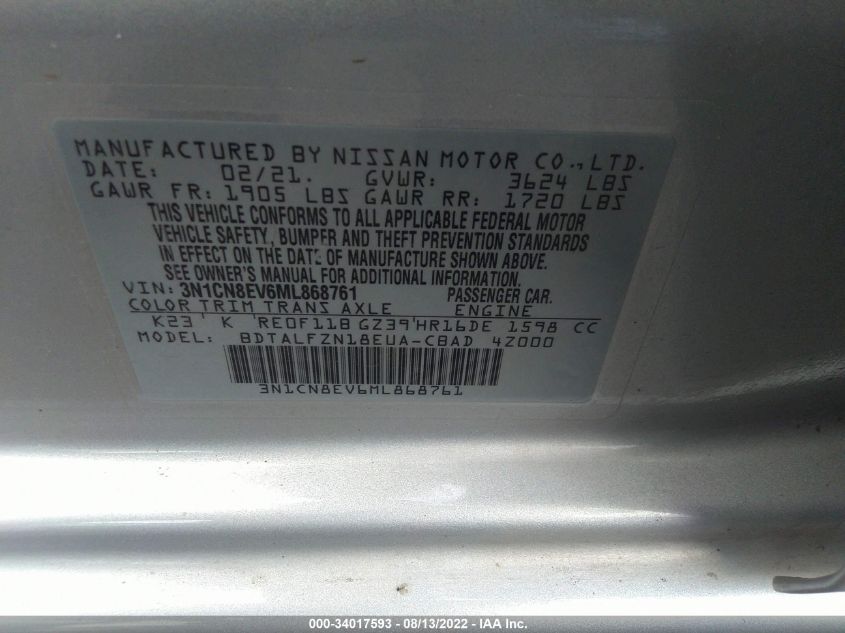 MANUFACTURED BY NISSAN MOTOR CO., LTD.
DATE: 02/21. GVWR: 3624 LBS
GAWR FR: 1905 LBS GAWR RR: 1720 LBS
THIS VEHICLE CONFORMS TO ALL APPLICABLE FEDERAL MOTOR
VEHICLE SAFETY, BUMPER AND THEFT PREVENTION STANDARDS
IN EFFECT ON THE DATE OF MANUFACTURE SHOWN ABOVE.
SEE OWNER'S MANUAL FOR ADDITIONAL INFORMATION.
VIN: 3N1CN8EV6ML868761 PASSENGER CAR.
COLOR TRIM TRANS AXLE ENGINE
K23 ' K 'RE0F11B GZ39'HR16DE 1598 CC
MODEL: BDTALFZN18EUA-CBAD 4Z000
3N1CN8EV6ML868761
000-34017593 - 08/13/2022 - IAA Inc.